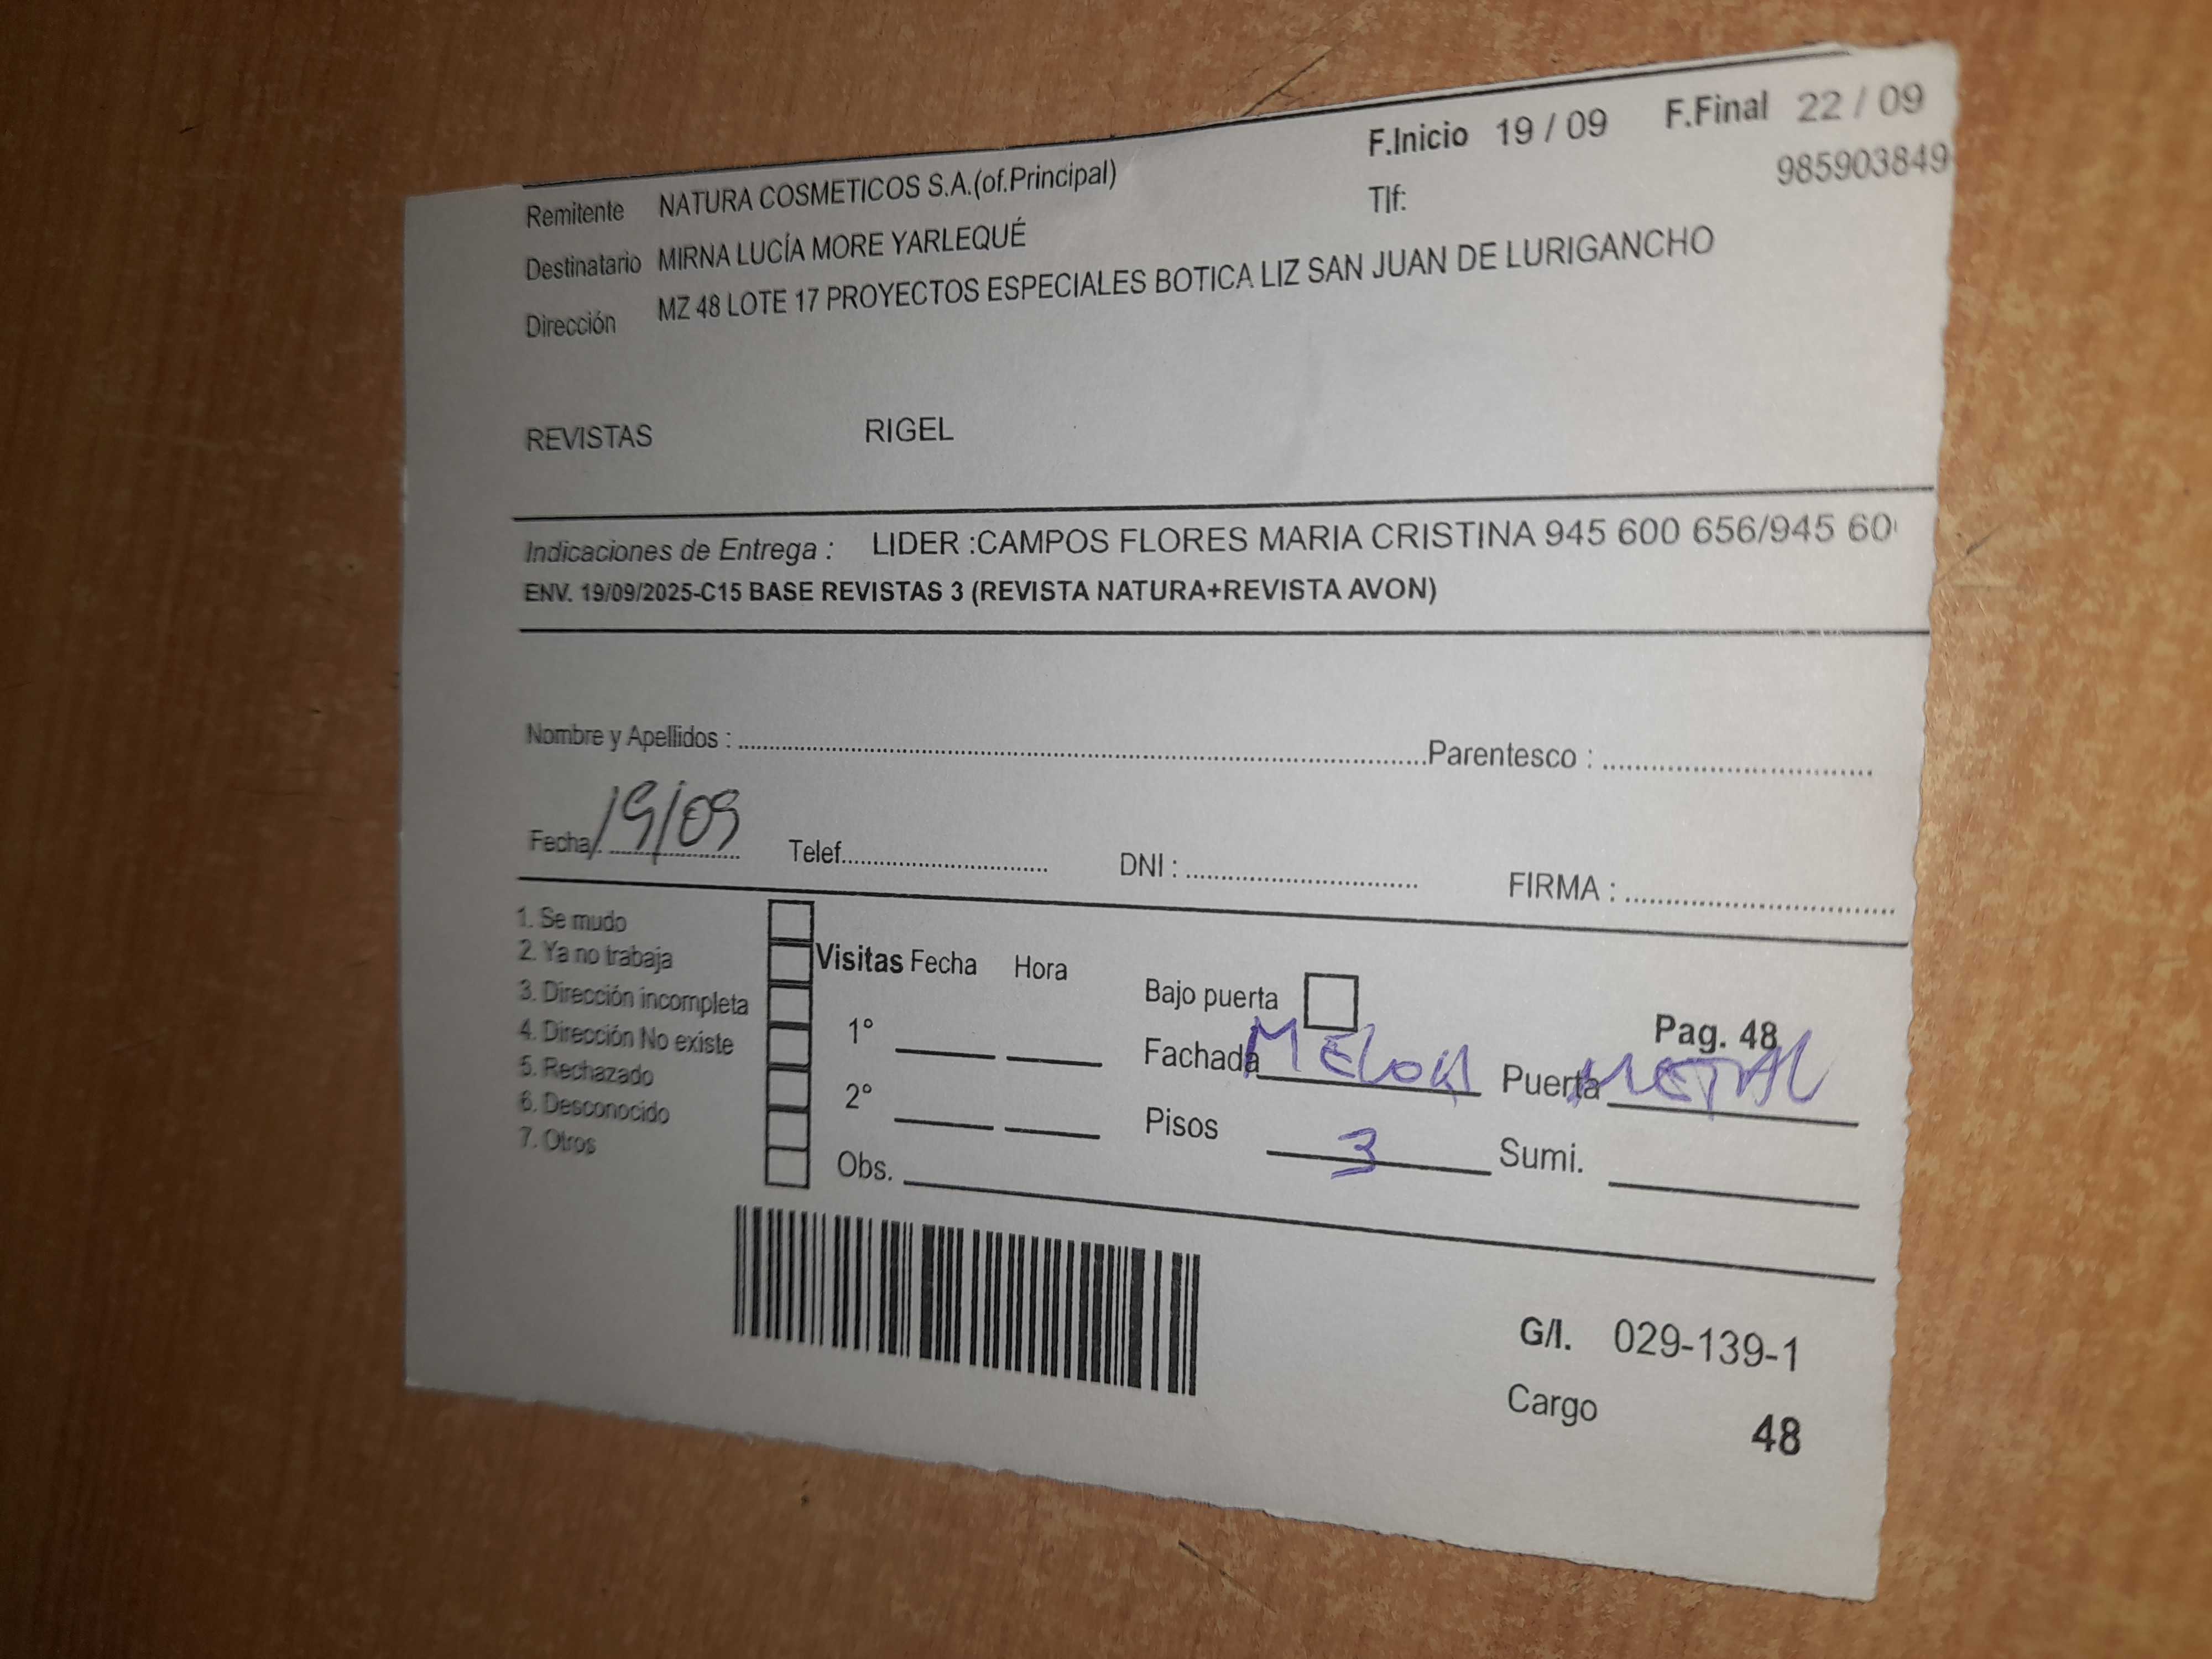 F.Inicio 19 / 09 F.Final 22 / 09
Remitente NATURA COSMETICOS S.A.(of.Principal) Tlf: 985903849
Destinatario MIRNA LUCÍA MORE YARLEQUÉ
Dirección MZ 48 LOTE 17 PROYECTOS ESPECIALES BOTICA LIZ SAN JUAN DE LURIGANCHO
REVISTAS RIGEL
Indicaciones de Entrega : LIDER :CAMPOS FLORES MARIA CRISTINA 945 600 656/945 60
ENV. 19/09/2025-C15 BASE REVISTAS 3 (REVISTA NATURA+REVISTA AVON)
Nombre y Apellidos : Parentesco :
Fecha 19/09 Telef. DNI : FIRMA :
1. Se mudo
2. Ya no trabaja
3. Dirección incompleta
4. Dirección No existe
5. Rechazado
6. Desconocido
7. Otros
Visitas Fecha Hora
1°
2°
Obs.
Bajo puerta
Pag. 48
Fachada MELON Puerta METAL
Pisos 3 Sumi.
G/I. 029-139-1
Cargo 48